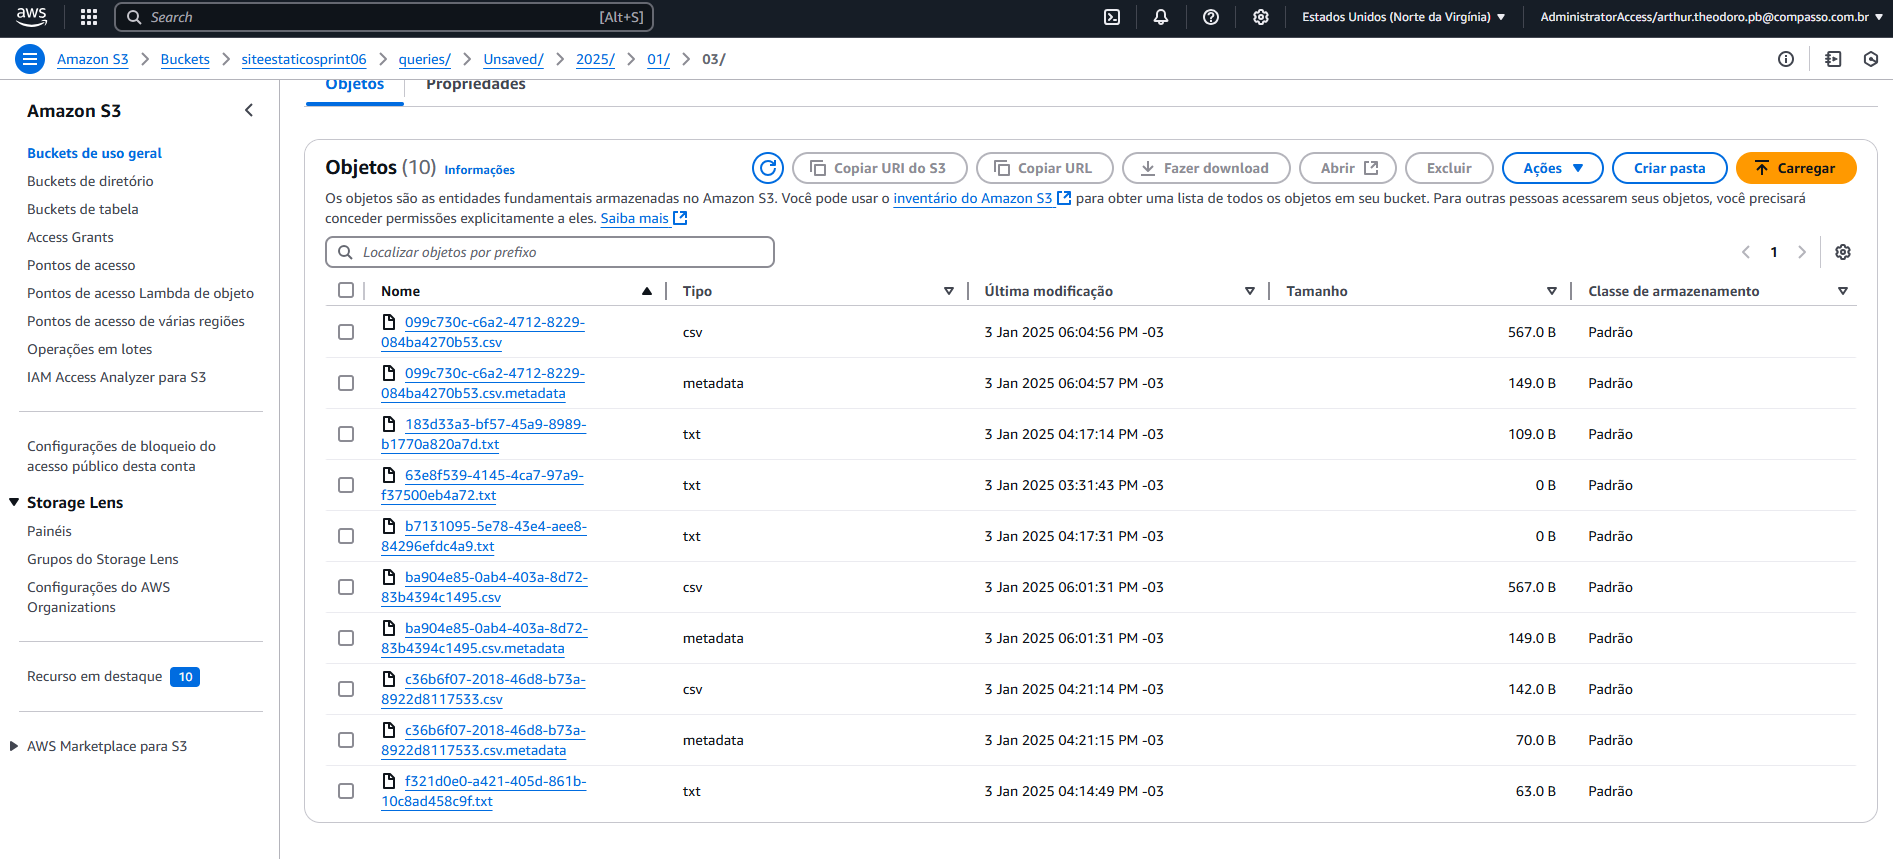 aws
Search [Alt+S]
Estados Unidos (Norte da Virgínia)
AdministratorAccess/arthur.theodoro.pb@compasso.com.br
Amazon S3 > Buckets > siteestaticosprint06 > queries/ > Unsaved/ > 2025/ > 01/ > 03/
Amazon S3
Buckets de uso geral
Buckets de diretório
Buckets de tabela
Access Grants
Pontos de acesso
Pontos de acesso Lambda de objeto
Pontos de acesso de várias regiões
Operações em lotes
IAM Access Analyzer para S3
Configurações de bloqueio do
acesso público desta conta
Storage Lens
Painéis
Grupos do Storage Lens
Configurações do AWS
Organizations
Recurso em destaque 10
AWS Marketplace para S3
Objetos Propriedades
Objetos (10) Informações
Copiar URI do S3 Copiar URL Fazer download Abrir Excluir Ações Criar pasta Carregar
Os objetos são as entidades fundamentais armazenadas no Amazon S3. Você pode usar o inventário do Amazon S3 para obter uma lista de todos os objetos em seu bucket. Para outras pessoas acessarem seus objetos, você precisará
conceder permissões explicitamente a eles. Saiba mais
Localizar objetos por prefixo
1
Nome Tipo Última modificação Tamanho Classe de armazenamento
099c730c-c6a2-4712-8229-
084ba4270b53.csv
csv 3 Jan 2025 06:04:56 PM -03 567.0 B Padrão
099c730c-c6a2-4712-8229-
084ba4270b53.csv.metadata
metadata 3 Jan 2025 06:04:57 PM -03 149.0 B Padrão
183d33a3-bf57-45a9-8989-
b1770a820a7d.txt
txt 3 Jan 2025 04:17:14 PM -03 109.0 B Padrão
63e8f539-4145-4ca7-97a9-
f37500eb4a72.txt
txt 3 Jan 2025 03:31:43 PM -03 0 B Padrão
b7131095-5e78-43e4-aee8-
84296efdc4a9.txt
txt 3 Jan 2025 04:17:31 PM -03 0 B Padrão
ba904e85-0ab4-403a-8d72-
83b4394c1495.csv
csv 3 Jan 2025 06:01:31 PM -03 567.0 B Padrão
ba904e85-0ab4-403a-8d72-
83b4394c1495.csv.metadata
metadata 3 Jan 2025 06:01:31 PM -03 149.0 B Padrão
c36b6f07-2018-46d8-b73a-
8922d8117533.csv
csv 3 Jan 2025 04:21:14 PM -03 142.0 B Padrão
c36b6f07-2018-46d8-b73a-
8922d8117533.csv.metadata
metadata 3 Jan 2025 04:21:15 PM -03 70.0 B Padrão
f321d0e0-a421-405d-861b-
10c8ad458c9f.txt
txt 3 Jan 2025 04:14:49 PM -03 63.0 B Padrão